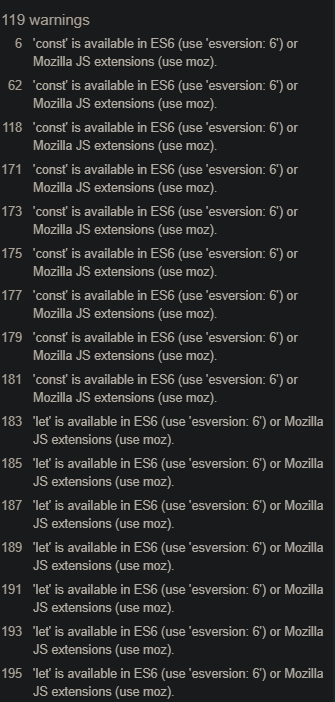 119 warnings
6 'const' is available in ES6 (use 'esversion: 6') or
Mozilla JS extensions (use moz).
62 'const' is available in ES6 (use 'esversion: 6') or
Mozilla JS extensions (use moz).
118 'const' is available in ES6 (use 'esversion: 6') or
Mozilla JS extensions (use moz).
171 'const' is available in ES6 (use 'esversion: 6') or
Mozilla JS extensions (use moz).
173 'const' is available in ES6 (use 'esversion: 6') or
Mozilla JS extensions (use moz).
175 'const' is available in ES6 (use 'esversion: 6') or
Mozilla JS extensions (use moz).
177 'const' is available in ES6 (use 'esversion: 6') or
Mozilla JS extensions (use moz).
179 'const' is available in ES6 (use 'esversion: 6') or
Mozilla JS extensions (use moz).
181 'const' is available in ES6 (use 'esversion: 6') or
Mozilla JS extensions (use moz).
183 'let' is available in ES6 (use 'esversion: 6') or Mozilla
JS extensions (use moz).
185 'let' is available in ES6 (use 'esversion: 6') or Mozilla
JS extensions (use moz).
187 'let' is available in ES6 (use 'esversion: 6') or Mozilla
JS extensions (use moz).
189 'let' is available in ES6 (use 'esversion: 6') or Mozilla
JS extensions (use moz).
191 'let' is available in ES6 (use 'esversion: 6') or Mozilla
JS extensions (use moz).
193 'let' is available in ES6 (use 'esversion: 6') or Mozilla
JS extensions (use moz).
195 'let' is available in ES6 (use 'esversion: 6') or Mozilla
JS extensions (use moz).